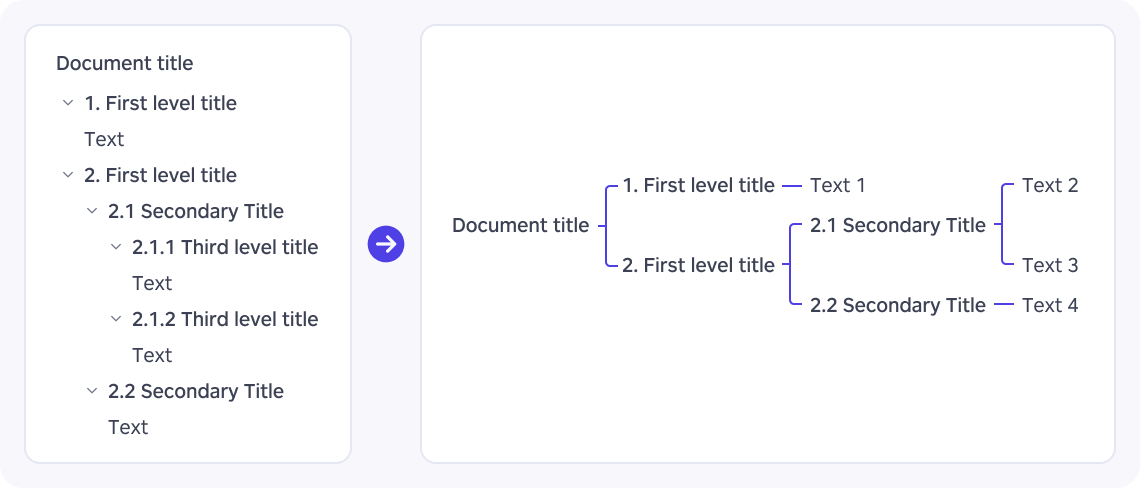 Document title
1. First level title
Text
2. First level title
2.1 Secondary Title
2.1.1 Third level title
Text
2.1.2 Third level title
Text
2.2 Secondary Title
Text
Document title
1. First level title
Text 1
2. First level title
2.1 Secondary Title
Text 2
Text 3
2.2 Secondary Title
Text 4